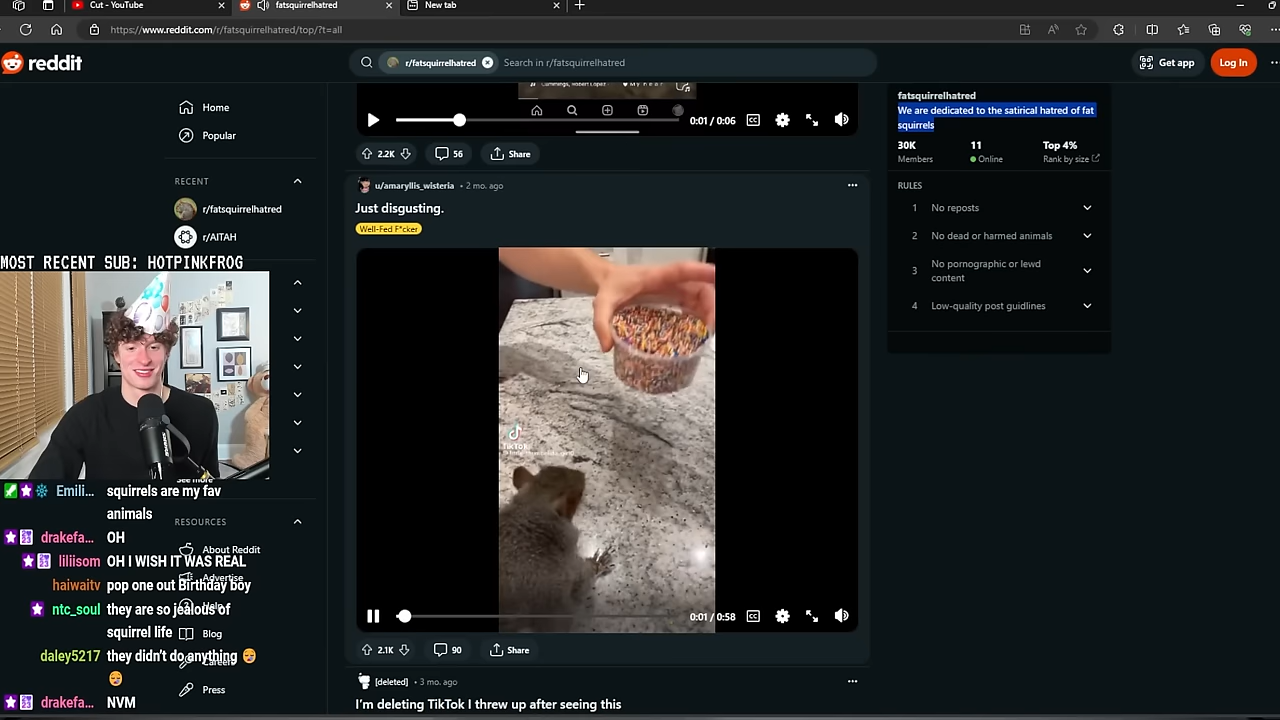 Cut - YouTube
fatsquirrelhatred
New tab
https://www.reddit.com/r/fatsquirrelhatred/top/?t=all
reddit
r/fatsquirrelhatred
Search in r/fatsquirrelhatred
Get app
Log In
Home
Popular
RECENT
r/fatsquirrelhatred
r/AITAH
MOST RECENT SUB: HOTPINKFROG
See more
RESOURCES
About Reddit
Advertise
Help
Blog
Careers
Press
Emili... squirrels are my fav
animals
drakefa... OH
liliisom OH I WISH IT WAS REAL
haiwaitv pop one out Birthday boy
ntc_soul they are so jealous of
squirrel life
daley5217 they didn't do anything 😪
😪
drakefa... NVM
0:01 / 0:06
2.2K
56
Share
u/amaryllis_wisteria • 2 mo. ago
Just disgusting.
Well-Fed F*cker
TikTok
0:01 / 0:58
2.1K
90
Share
[deleted] • 3 mo. ago
I'm deleting TikTok I threw up after seeing this
fatsquirrelhatred
We are dedicated to the satirical hatred of fat
squirrels
30K
11
Top 4%
Members
Online
Rank by size
RULES
1 No reposts
2 No dead or harmed animals
3 No pornographic or lewd
content
4 Low-quality post guidlines